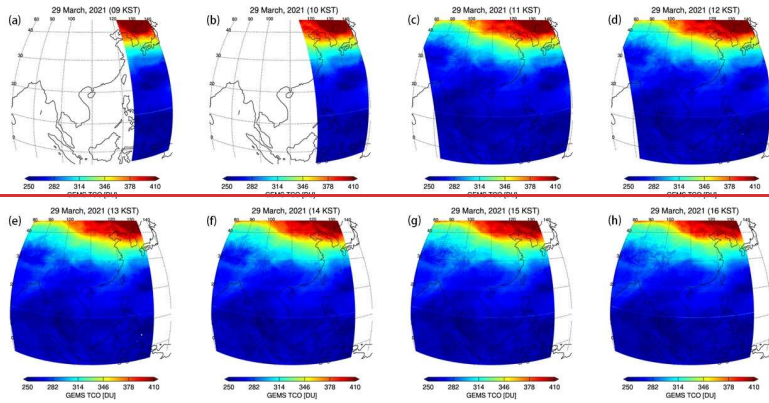 (a) 29 March, 2021 (09 KST)
(b) 29 March, 2021 (10 KST)
(c) 29 March, 2021 (11 KST)
(d) 29 March, 2021 (12 KST)
250 282 314 346 378 410
250 282 314 346 378 410
250 282 314 346 378 410
250 282 314 346 378 410
GEMS TCO [DU]
GEMS TCO [DU]
GEMS TCO [DU]
GEMS TCO [DU]
(e) 29 March, 2021 (13 KST)
(f) 29 March, 2021 (14 KST)
(g) 29 March, 2021 (15 KST)
(h) 29 March, 2021 (16 KST)
250 282 314 346 378 410
250 282 314 346 378 410
250 282 314 346 378 410
250 282 314 346 378 410
GEMS TCO [DU]
GEMS TCO [DU]
GEMS TCO [DU]
GEMS TCO [DU]